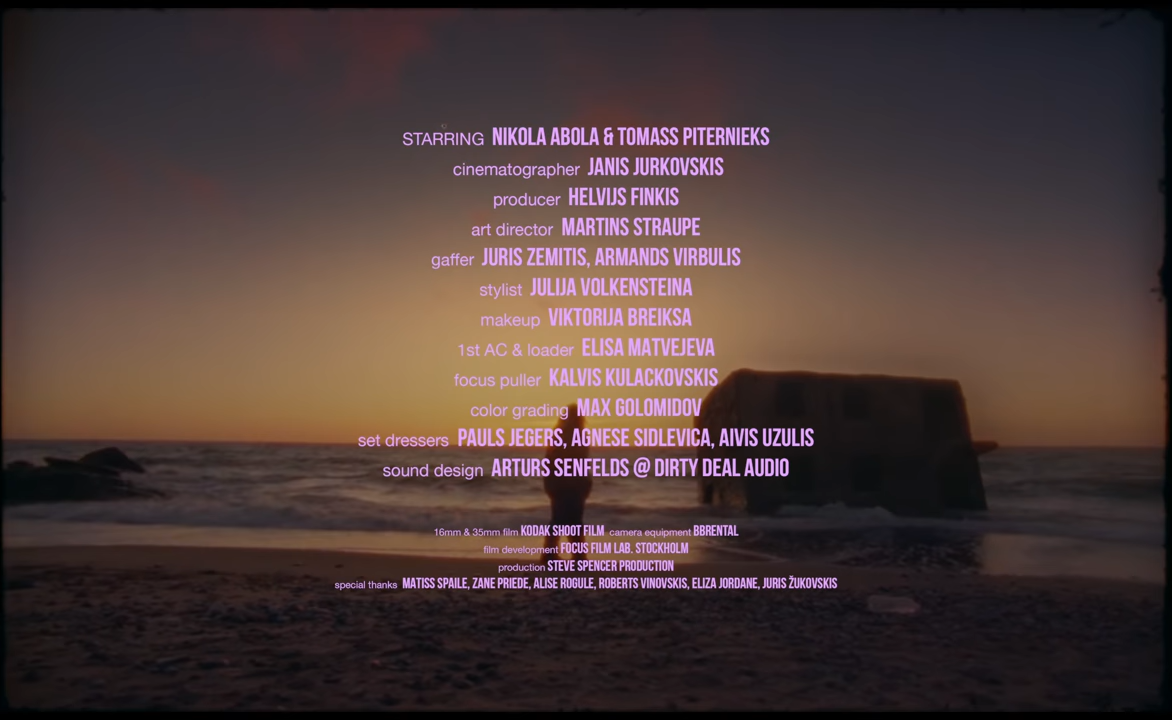 STARRING NIKOLA ABOLA & TOMASS PITERNIEKS
cinematographer JANIS JURKOVSKIS
producer HELVIJS FINKIS
art director MARTINS STRAUPE
gaffer JURIS ZEMITIS, ARMANDS VIRBULIS
stylist JULIJA VOLKENSTEINA
makeup VIKTORIJA BREIKSA
1st AC & loader ELISA MATVEJEVA
focus puller KALVIS KULACKOVSKIS
color grading MAX GOLOMIDOV
set dressers PAULS JEGERS, AGNESE SIDLEVICA, AIVIS UZULIS
sound design ARTURS SENFELDS @ DIRTY DEAL AUDIO
16mm & 35mm film KODAK SHOOT FILM camera equipment BBRENTAL
film development FOCUS FILM LAB. STOCKHOLM
production STEVE SPENCER PRODUCTION
special thanks MATISS SPAILE, ZANE PRIEDE, ALISE ROGULE, ROBERTS VINOVSKIS, ELIZA JORDANE, JURIS ŽUKOVSKIS